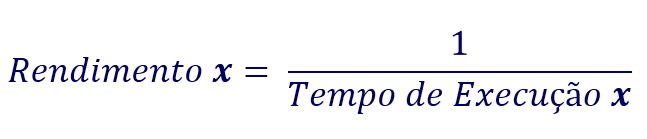 Rendimento x = 1 / Tempo de Execução x